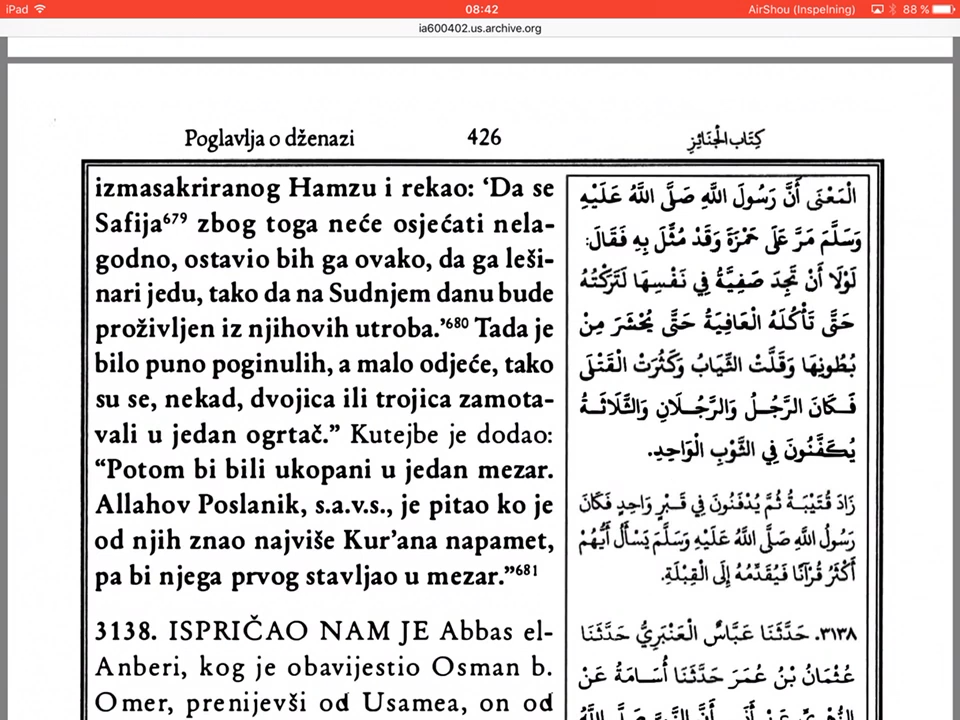 iPad 08:42 AirShou (Inspelning) 88 %
ia600402.us.archive.org
Poglavlja o dženazi 426 كِتَاب الْجَنَائِزِ
izmasakriranog Hamzu i rekao: ‘Da se
Safija⁶⁷⁹ zbog toga neće osjećati nela-
godno, ostavio bih ga ovako, da ga leši-
nari jedu, tako da na Sudnjem danu bude
proživljen iz njihovih utroba.’⁶⁸⁰ Tada je
bilo puno poginulih, a malo odjeće, tako
su se, nekad, dvojica ili trojica zamota-
vali u jedan ogrtač.” Kutejbe je dodao:
“Potom bi bili ukopani u jedan mezar.
Allahov Poslanik, s.a.v.s., je pitao ko je
od njih znao najviše Kur’ana napamet,
pa bi njega prvog stavljao u mezar.”⁶⁸¹
3138. ISPRIČAO NAM JE Abbas el-
Anberi, kog je obavijestio Osman b.
Omer, prenijevši od Usamea, on od
الْمَعْنَى أَنَّ رَسُولَ اللَّهِ صَلَّى اللَّهُ عَلَيْهِ
وَسَلَّمَ مَرَّ عَلَى حَمْزَةَ وَقَدْ مُثِّلَ بِهِ فَقَالَ:
لَوْلَا أَنْ تَجِدَ صَفِيَّةُ فِي نَفْسِهَا لَتَرَكْتُهُ
حَتَّى تَأْكُلَهُ الْعَافِيَةُ حَتَّى يُحْشَرَ مِنْ
بُطُونِهَا وَقَلَّتْ الثِّيَابُ وَكَثُرَتْ الْقَتْلَى
فَكَانَ الرَّجُلُ وَالرَّجُلَانِ وَالثَّلَاثَةُ
يُكَفَّنُونَ فِي الثَّوْبِ الْوَاحِدِ.
زَادَ قُتَيْبَةُ ثُمَّ يُدْفَنُونَ فِي قَبْرٍ وَاحِدٍ فَكَانَ
رَسُولُ اللَّهِ صَلَّى اللَّهُ عَلَيْهِ وَسَلَّمَ يَسْأَلُ أَيُّهُمْ
أَكْثَرُ قُرْآنًا فَيُقَدِّمُهُ إِلَى الْقِبْلَةِ.
٣١٣٨. حَدَّثَنَا عَبَّاسٌ الْعَنْبَرِيُّ حَدَّثَنَا
عُثْمَانُ بْنُ عُمَرَ حَدَّثَنَا أُسَامَةُ عَنْ